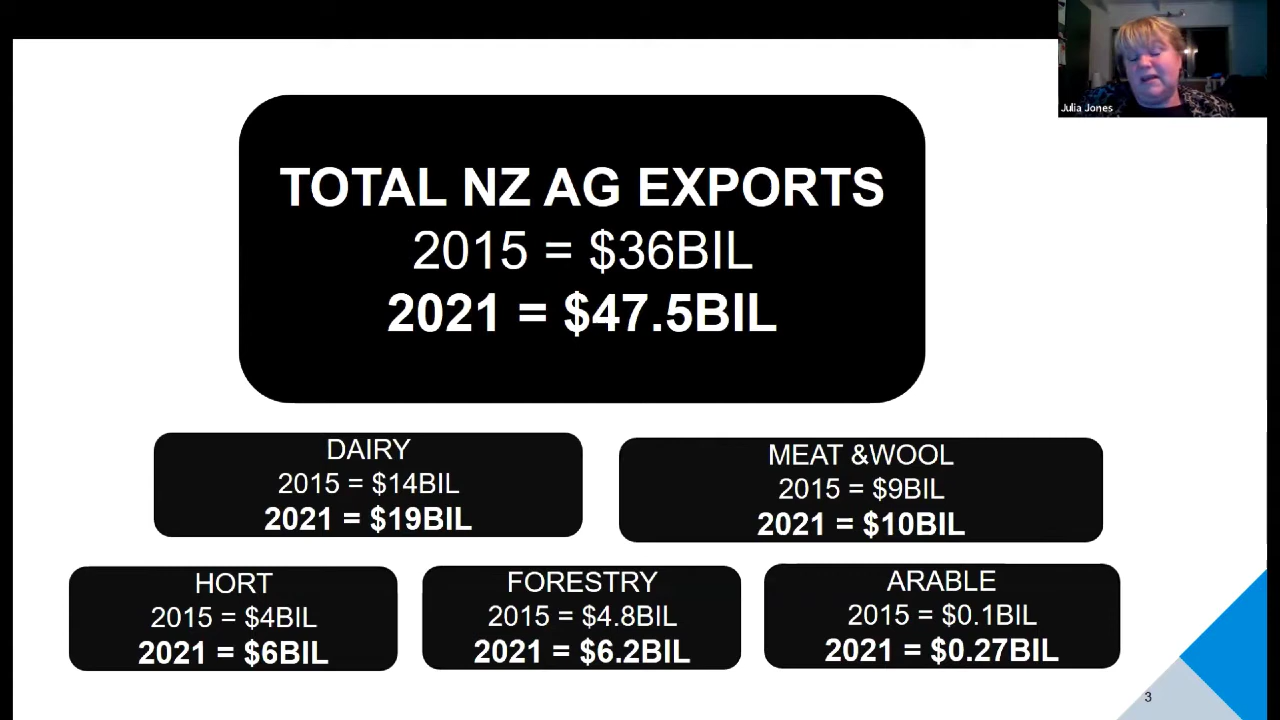 Julia Jones
TOTAL NZ AG EXPORTS
2015 = $36BIL
2021 = $47.5BIL
DAIRY
2015 = $14BIL
2021 = $19BIL
MEAT &WOOL
2015 = $9BIL
2021 = $10BIL
HORT
2015 = $4BIL
2021 = $6BIL
FORESTRY
2015 = $4.8BIL
2021 = $6.2BIL
ARABLE
2015 = $0.1BIL
2021 = $0.27BIL
3